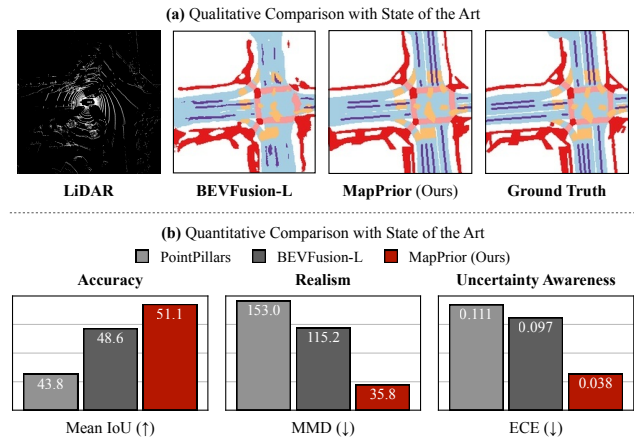 (a) Qualitative Comparison with State of the Art
LiDAR
BEVFusion-L
MapPrior (Ours)
Ground Truth
(b) Quantitative Comparison with State of the Art
PointPillars
BEVFusion-L
MapPrior (Ours)
Accuracy
43.8
48.6
51.1
Mean IoU (↑)
Realism
153.0
115.2
35.8
MMD (↓)
Uncertainty Awareness
0.111
0.097
0.038
ECE (↓)